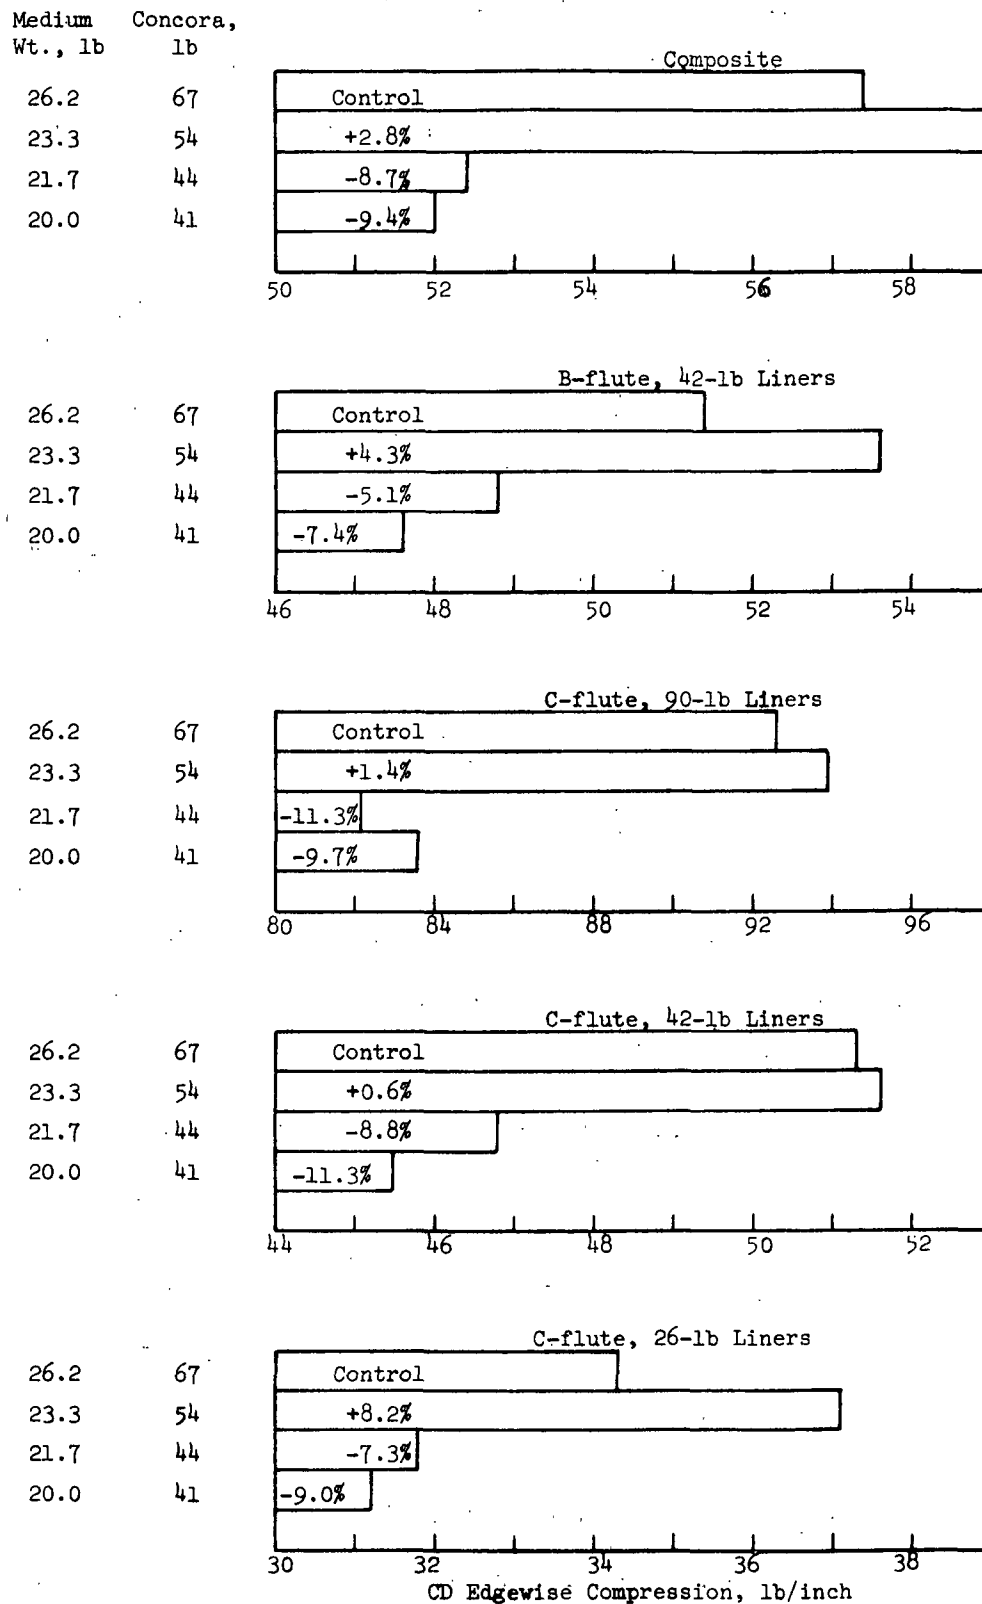 Medium Concora,
Wt., lb lb
Composite
26.2 67 Control
23.3 54 +2.8%
21.7 44 -8.7%
20.0 41 -9.4%
50 52 54 56 58
B-flute, 42-lb Liners
26.2 67 Control
23.3 54 +4.3%
21.7 44 -5.1%
20.0 41 -7.4%
46 48 50 52 54
C-flute, 90-lb Liners
26.2 67 Control
23.3 54 +1.4%
21.7 44 -11.3%
20.0 41 -9.7%
80 84 88 92 96
C-flute, 42-lb Liners
26.2 67 Control
23.3 54 +0.6%
21.7 44 -8.8%
20.0 41 -11.3%
44 46 48 50 52
C-flute, 26-lb Liners
26.2 67 Control
23.3 54 +8.2%
21.7 44 -7.3%
20.0 41 -9.0%
30 32 34 36 38
CD Edgewise Compression, lb/inch